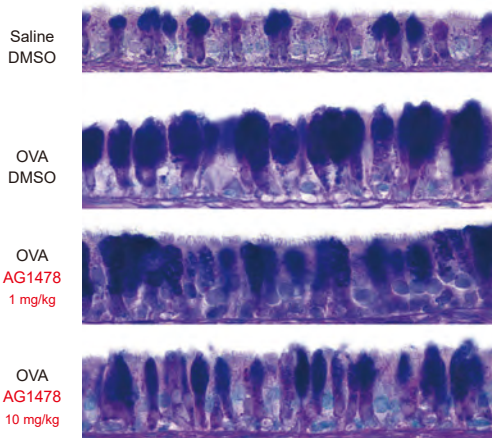 Saline
DMSO
OVA
DMSO
OVA
AG1478
1 mg/kg
OVA
AG1478
10 mg/kg